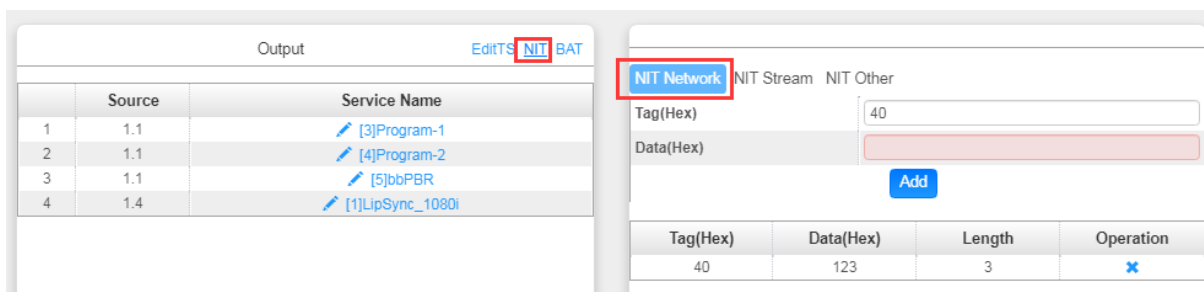 Output EditTS NIT BAT
Source Service Name
1 1.1 [3]Program-1
2 1.1 [4]Program-2
3 1.1 [5]bbPBR
4 1.4 [1]LipSync_1080i
NIT Network NIT Stream NIT Other
Tag(Hex) 40
Data(Hex)
Add
Tag(Hex) Data(Hex) Length Operation
40 123 3